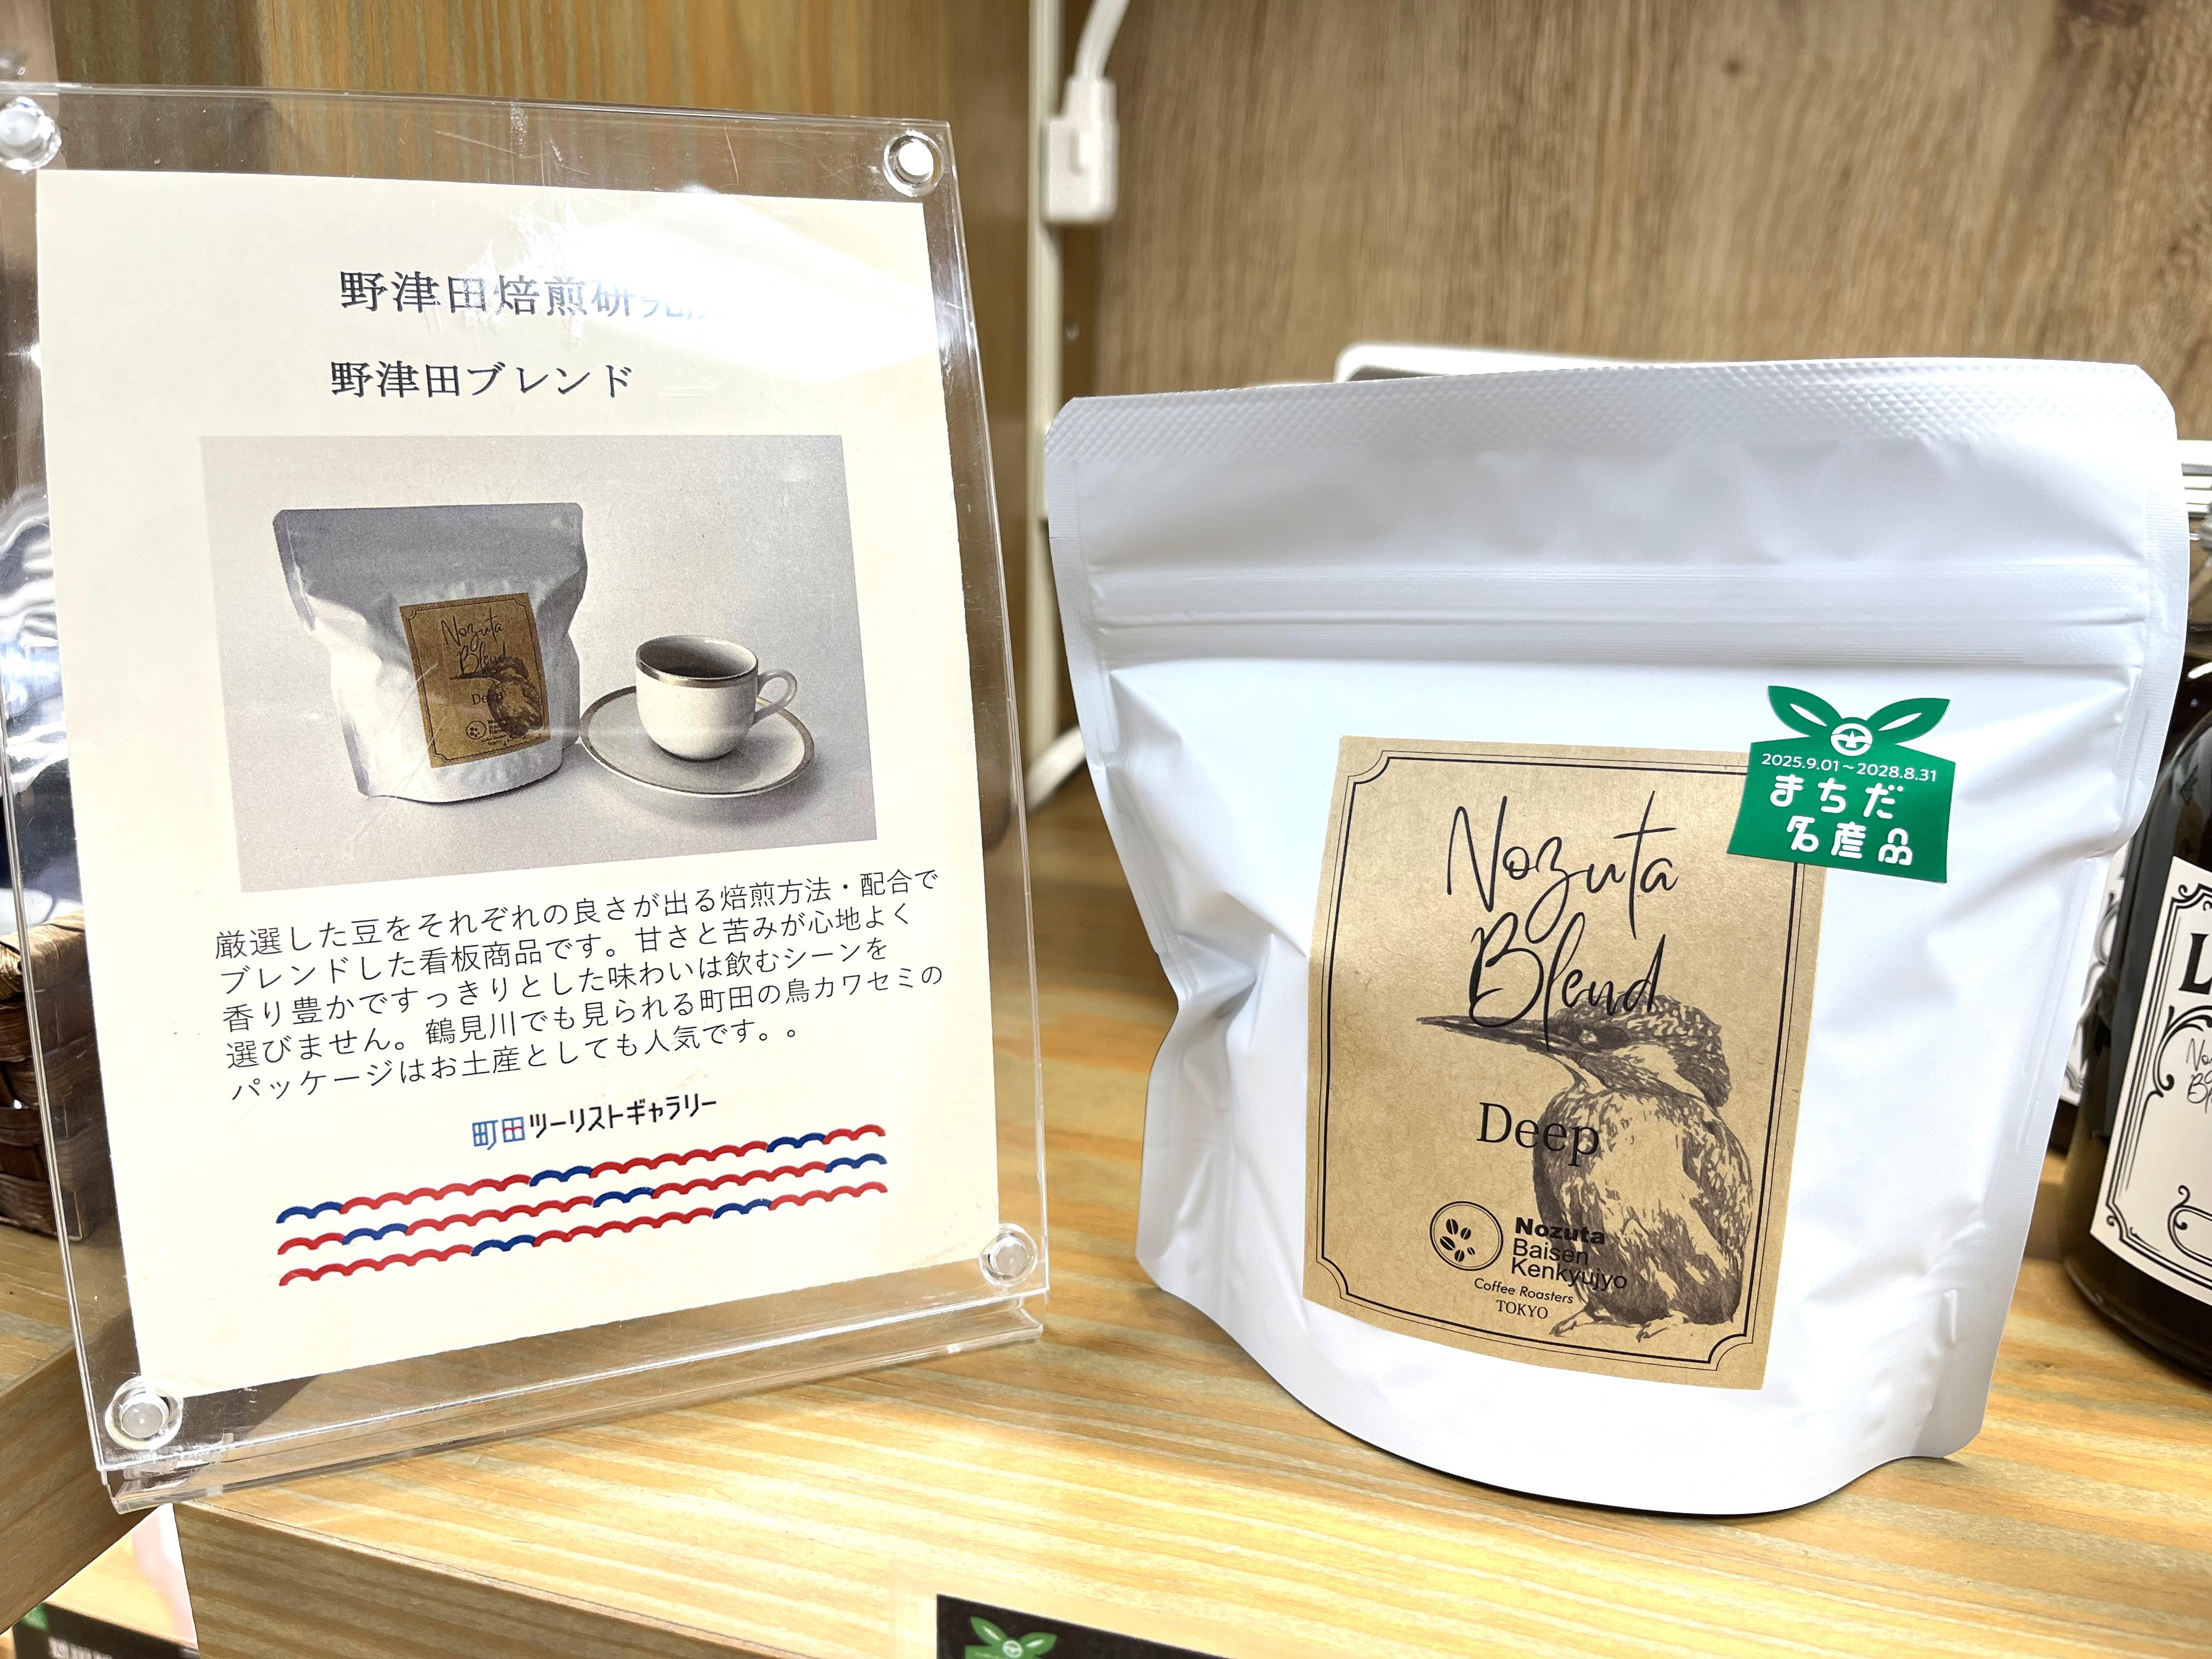 野津田焙煎研究所
野津田ブレンド
Nozuta
Blend
Deep
厳選した豆をそれぞれの良さが出る焙煎方法・配合で
ブレンドした看板商品です。甘さと苦みが心地よく
香り豊かですっきりとした味わいは飲むシーンを
選びません。鶴見川でも見られる町田の鳥カワセミの
パッケージはお土産としても人気です。。
町田ツーリストギャラリー
2025.9.01~2028.8.31
まちだ
名産品
Nozuta
Blend
Deep
Nozuta
Baisen
Kenkyujyo
Coffee Roasters
TOKYO